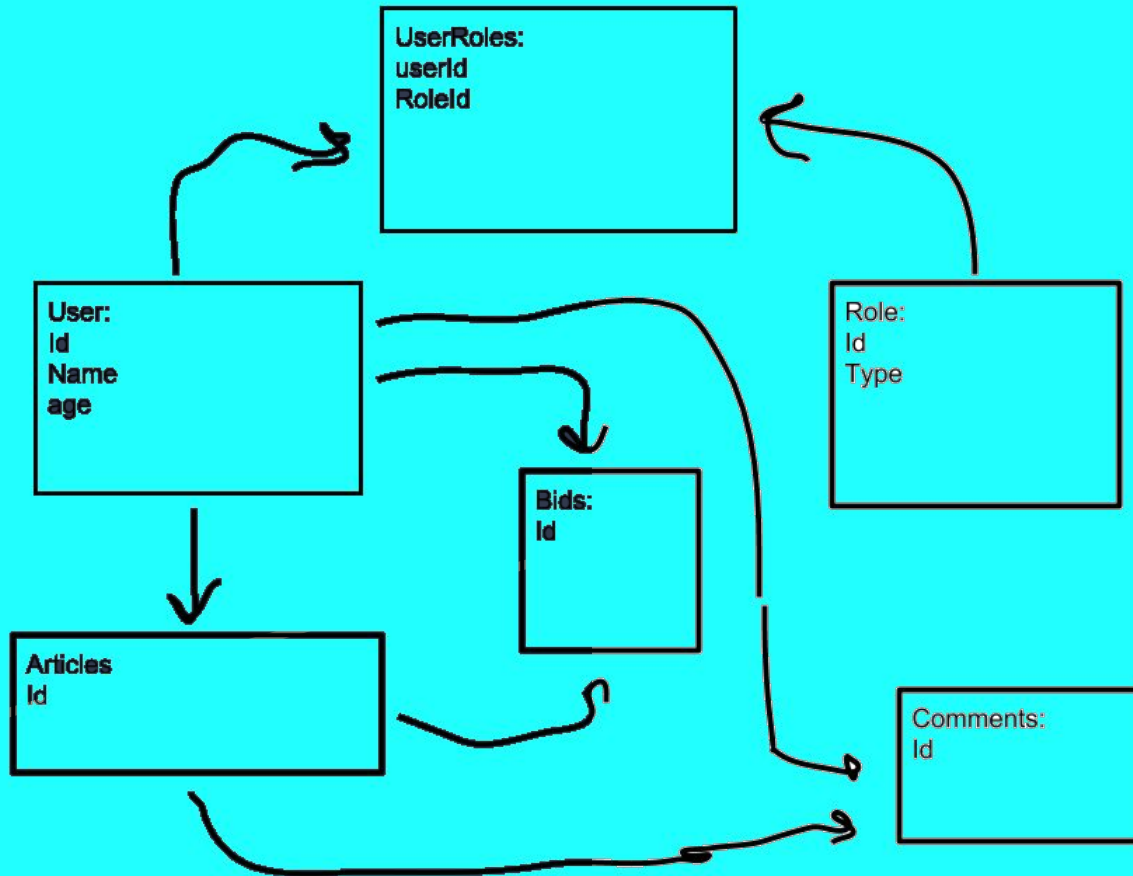 UserRoles:
userId
RoleId
User:
Id
Name
age
Role:
Id
Type
Bids:
Id
Articles
Id
Comments:
Id